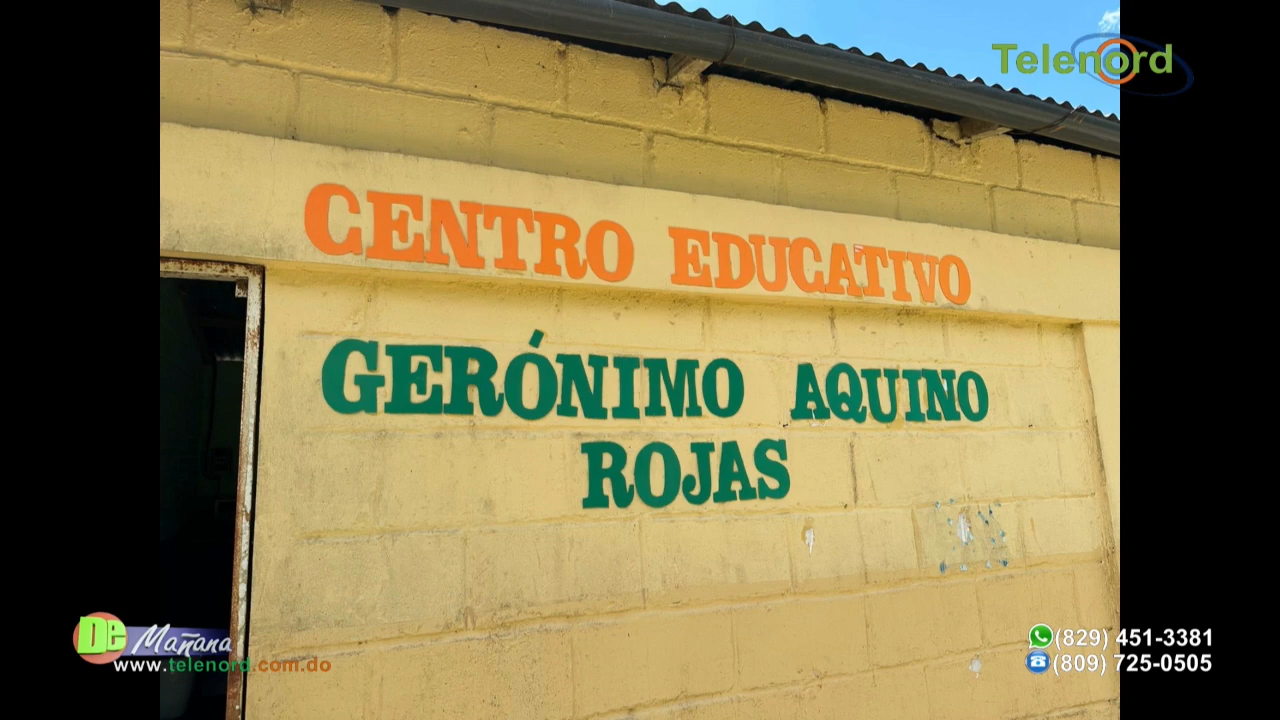 Telenord
CENTRO EDUCATIVO
GERÓNIMO AQUINO
ROJAS
De Mañana
www.telenord.com.do
(829) 451-3381
(809) 725-0505